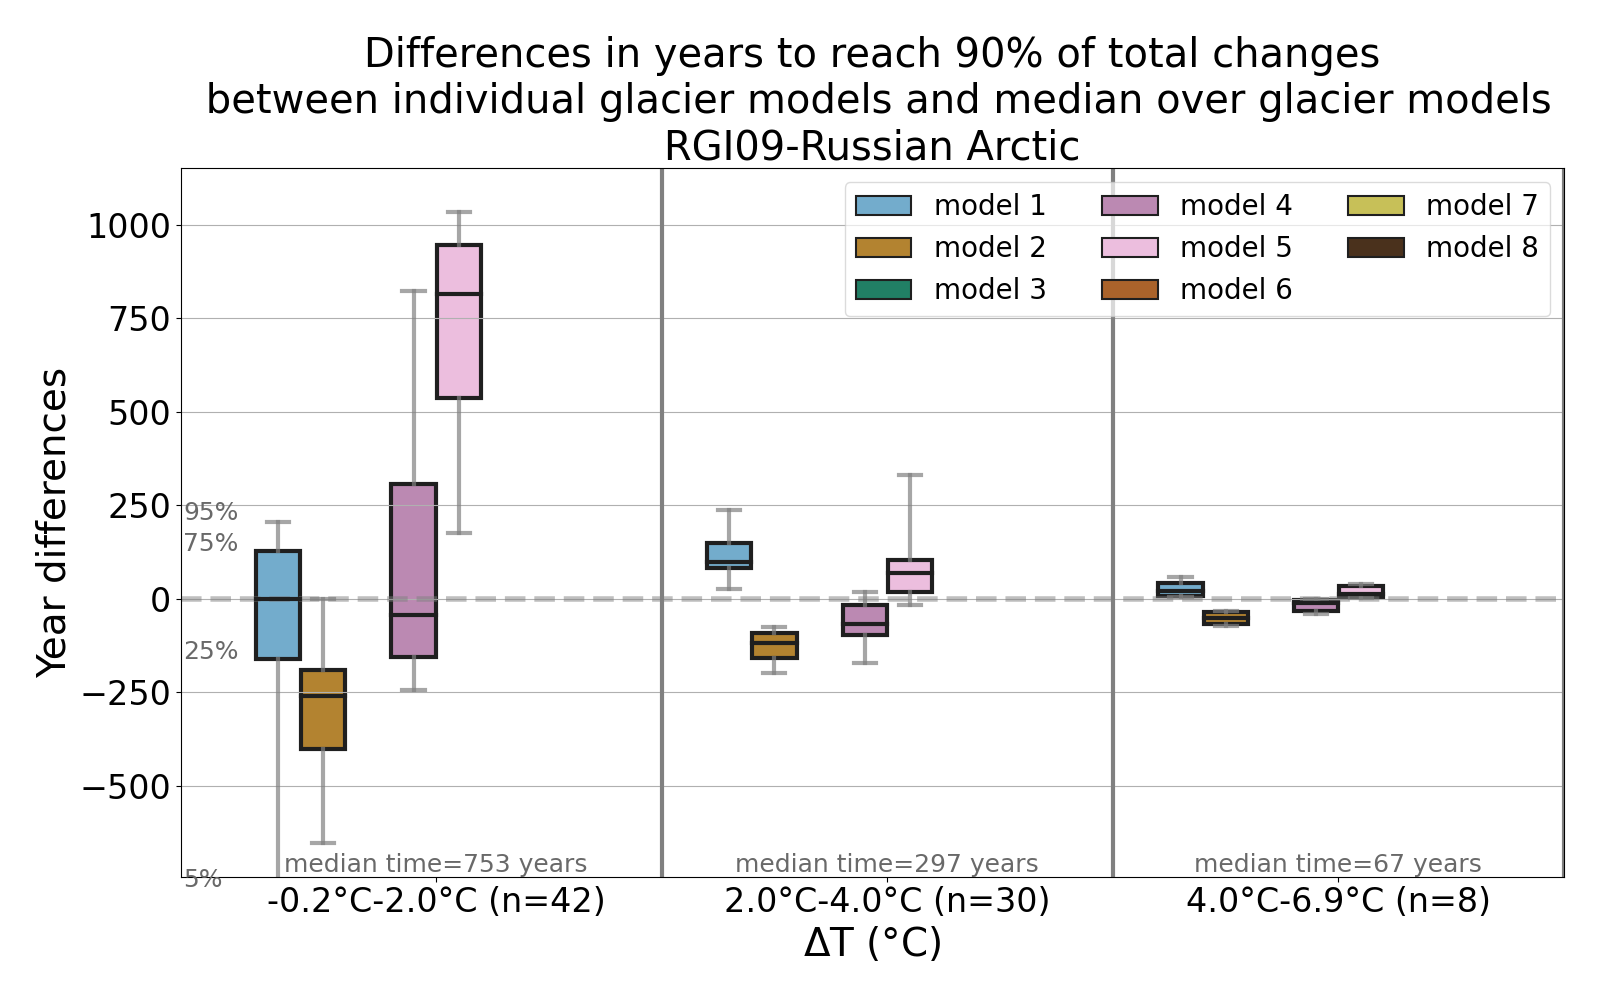 Differences in years to reach 90% of total changes
between individual glacier models and median over glacier models
RGI09-Russian Arctic
model 1
model 2
model 3
model 4
model 5
model 6
model 7
model 8
Year differences
1000
750
500
250
0
−250
−500
95%
75%
25%
5%
median time=753 years
median time=297 years
median time=67 years
-0.2°C-2.0°C (n=42)
2.0°C-4.0°C (n=30)
4.0°C-6.9°C (n=8)
ΔT (°C)